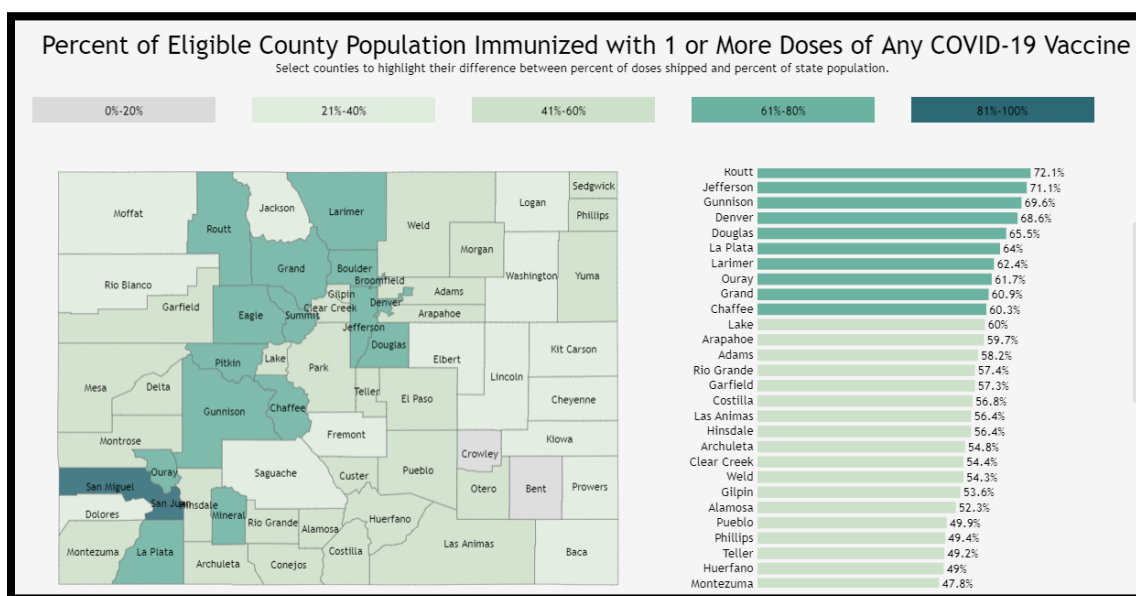 Percent of Eligible County Population Immunized with 1 or More Doses of Any COVID-19 Vaccine
Select counties to highlight their difference between percent of doses shipped and percent of state population.
0%-20%
21%-40%
41%-60%
61%-80%
81%-100%
Moffat
Routt
Jackson
Larimer
Weld
Logan
Sedgwick
Phillips
Morgan
Grand
Boulder
Broomfield
Washington
Yuma
Rio Blanco
Garfield
Gilpin
Adams
Clear Creek
Denver
Arapahoe
Eagle
Summit
Jefferson
Douglas
Elbert
Kit Carson
Pitkin
Lake
Park
Lincoln
Mesa
Delta
Teller
El Paso
Cheyenne
Gunnison
Chaffee
Fremont
Kiowa
Montrose
Crowley
Ouray
Saguache
Custer
Pueblo
Otero
Bent
Prowers
San Miguel
San Juan
Hinsdale
Dolores
Mineral
Rio Grande
Alamosa
Huerfano
Montezuma
La Plata
Archuleta
Conejos
Costilla
Las Animas
Baca
Routt 72.1%
Jefferson 71.1%
Gunnison 69.6%
Denver 68.6%
Douglas 65.5%
La Plata 64%
Larimer 62.4%
Ouray 61.7%
Grand 60.9%
Chaffee 60.3%
Lake 60%
Arapahoe 59.7%
Adams 58.2%
Rio Grande 57.4%
Garfield 57.3%
Costilla 56.8%
Las Animas 56.4%
Hinsdale 56.4%
Archuleta 54.8%
Clear Creek 54.4%
Weld 54.3%
Gilpin 53.6%
Alamosa 52.3%
Pueblo 49.9%
Phillips 49.4%
Teller 49.2%
Huerfano 49%
Montezuma 47.8%